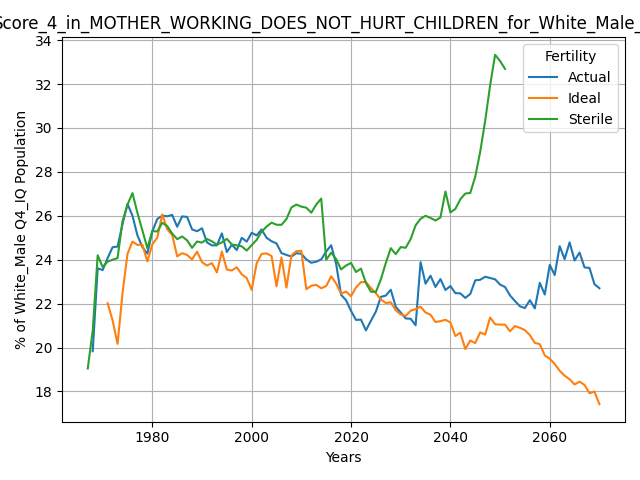 Score_4_in_MOTHER_WORKING_DOES_NOT_HURT_CHILDREN_for_White_Male_
34
32
30
28
26
24
22
20
18
% of White_Male Q4_IQ Population
Fertility
Actual
Ideal
Sterile
1980
2000
2020
2040
2060
Years